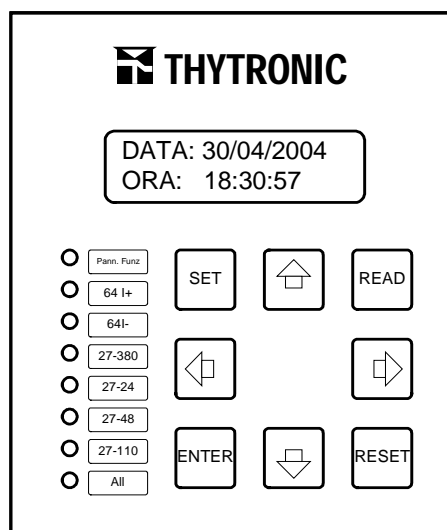 THYTRONIC
DATA: 30/04/2004
ORA: 18:30:57
Pann. Funz
64 I+
64I-
27-380
27-24
27-48
27-110
All
SET
READ
ENTER
RESET